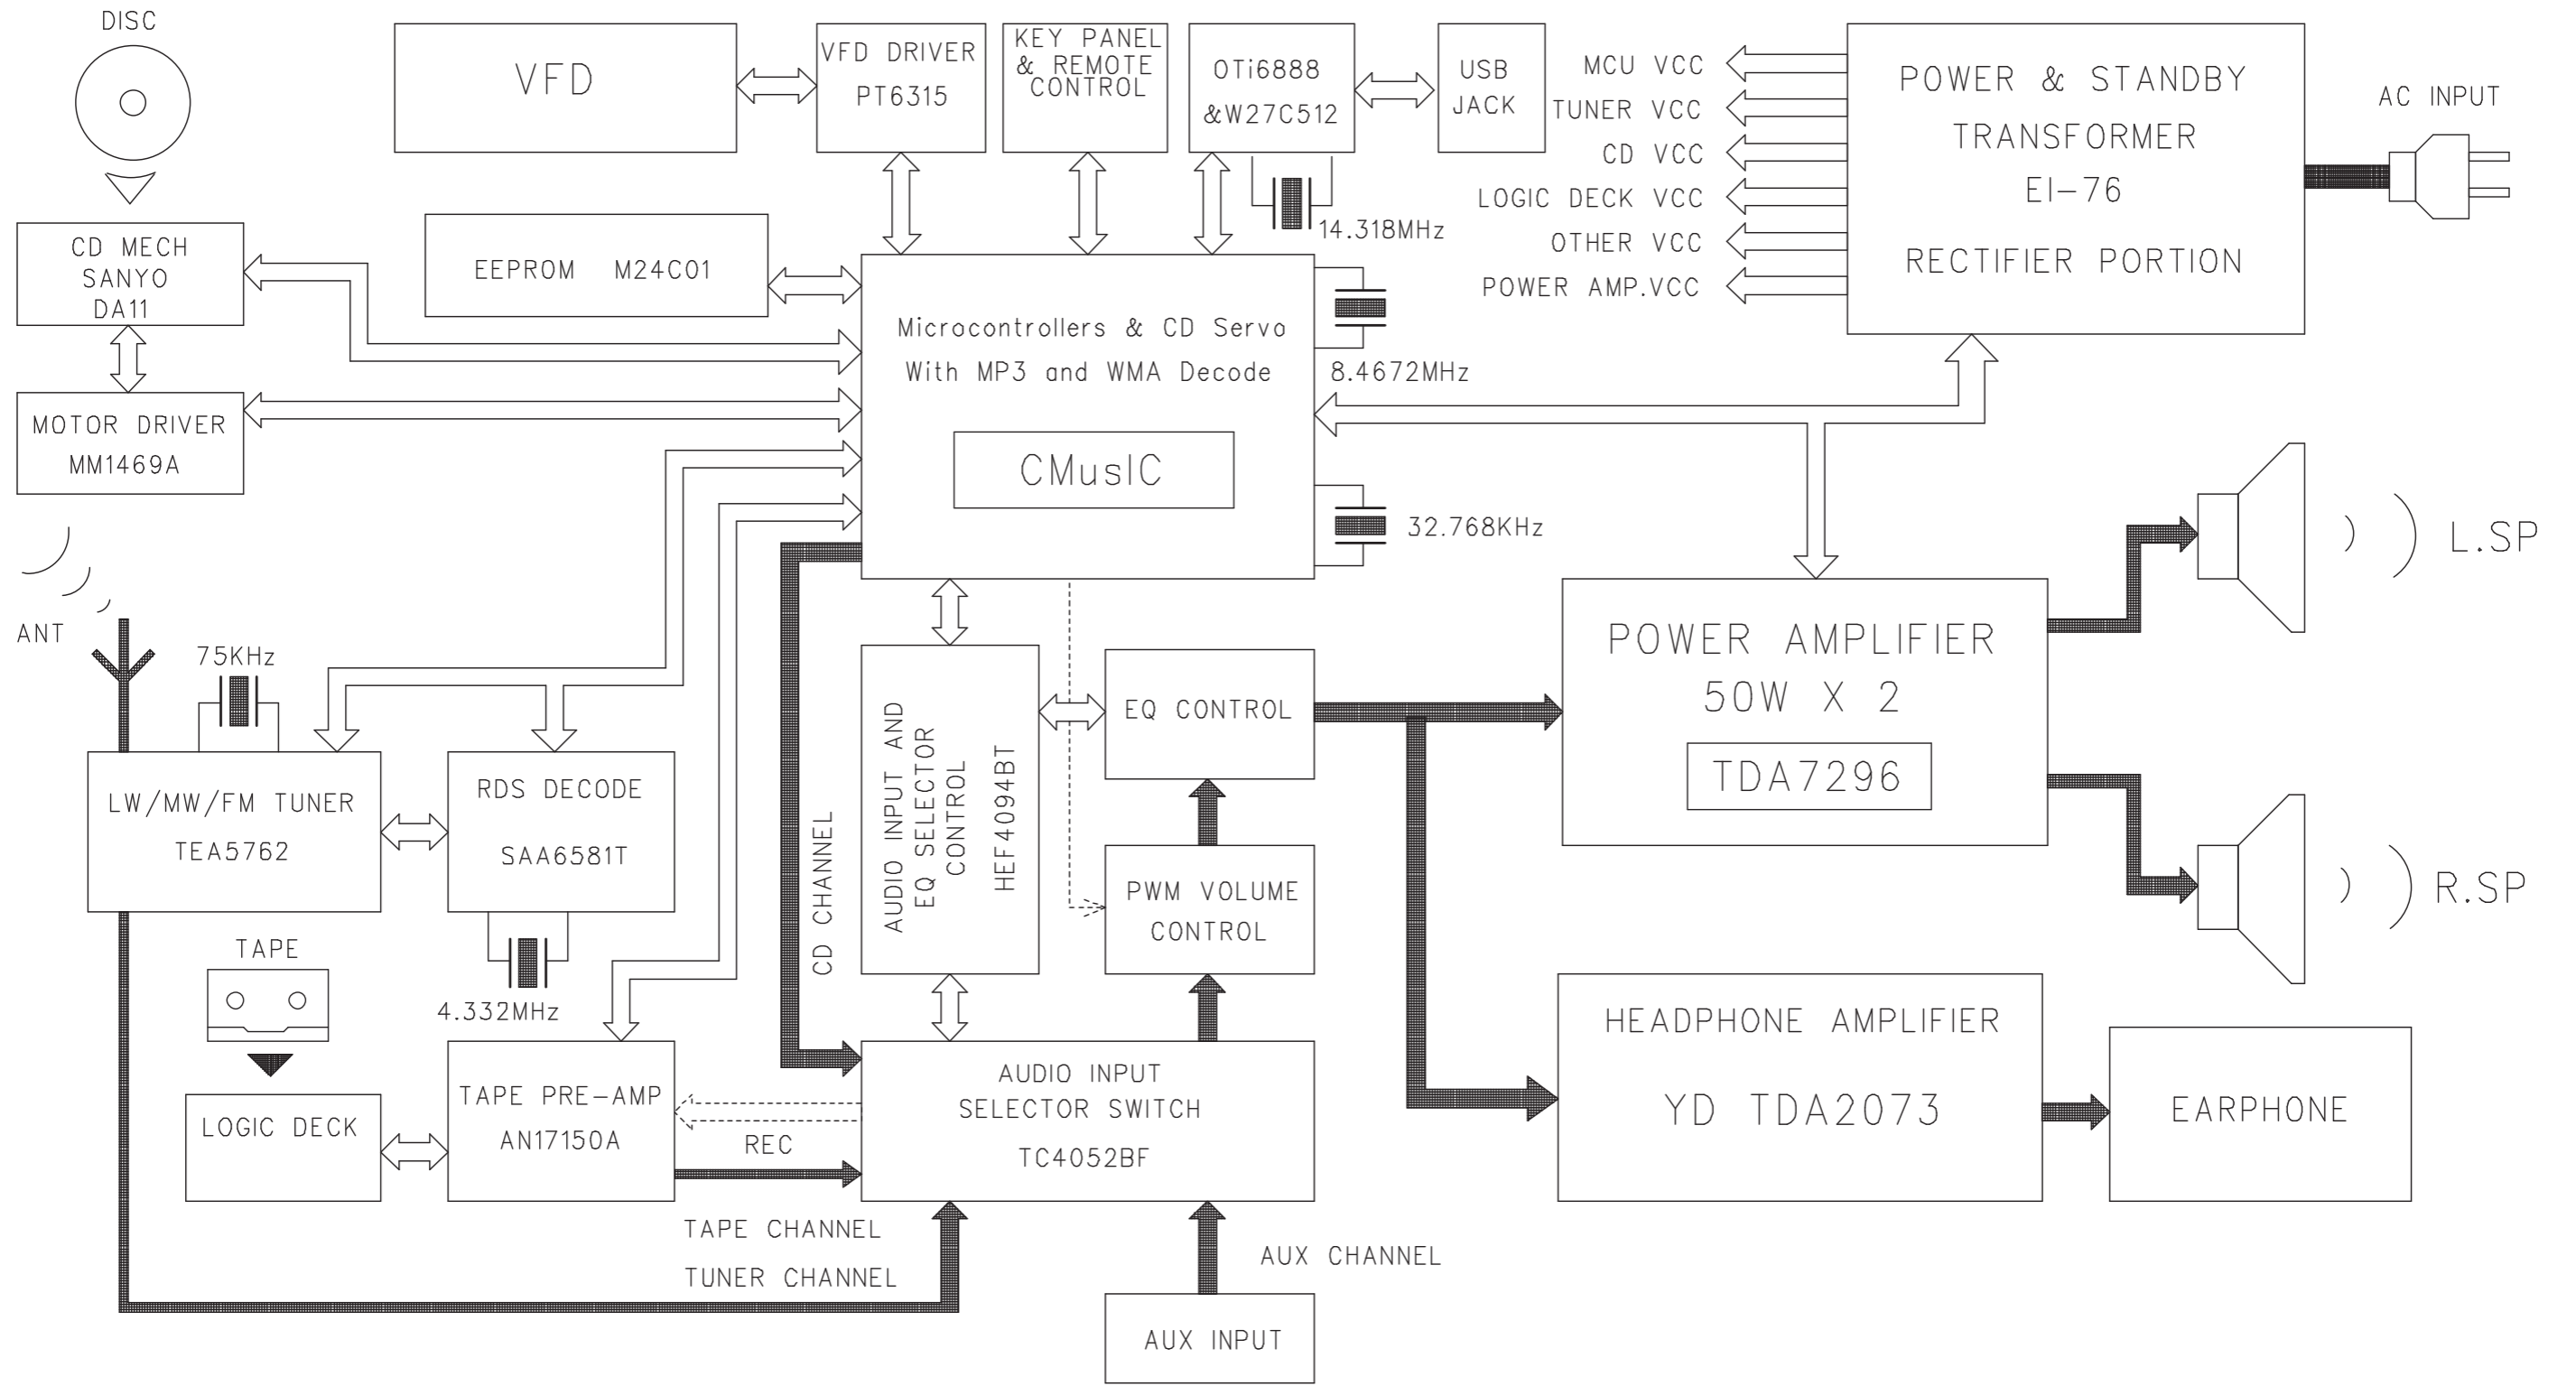 DISC
VFD
VFD DRIVER
PT6315
KEY PANEL
& REMOTE
CONTROL
OTi6888
&W27C512
USB
JACK
14.318MHz
MCU VCC
TUNER VCC
CD VCC
LOGIC DECK VCC
OTHER VCC
POWER AMP.VCC
POWER & STANDBY
TRANSFORMER
EI-76
RECTIFIER PORTION
AC INPUT
CD MECH
SANYO
DA11
EEPROM M24C01
MOTOR DRIVER
MM1469A
Microcontrollers & CD Servo
With MP3 and WMA Decode
CMusIC
8.4672MHz
32.768KHz
L.SP
ANT
75KHz
LW/MW/FM TUNER
TEA5762
RDS DECODE
SAA6581T
4.332MHz
CD CHANNEL
AUDIO INPUT AND
EQ SELECTOR
CONTROL
HEF4094BT
EQ CONTROL
PWM VOLUME
CONTROL
POWER AMPLIFIER
50W X 2
TDA7296
R.SP
TAPE
LOGIC DECK
TAPE PRE-AMP
AN17150A
REC
AUDIO INPUT
SELECTOR SWITCH
TC4052BF
HEADPHONE AMPLIFIER
YD TDA2073
EARPHONE
TAPE CHANNEL
TUNER CHANNEL
AUX CHANNEL
AUX INPUT